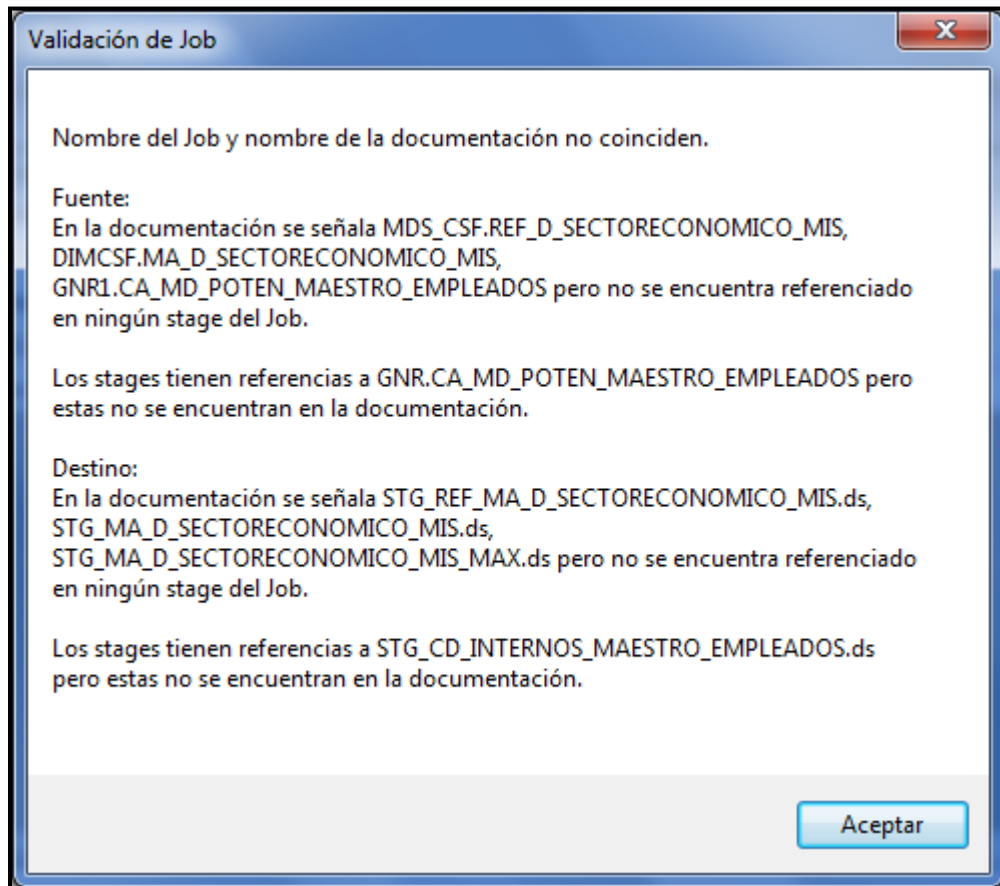 Validación de Job
Nombre del Job y nombre de la documentación no coinciden.
Fuente:
En la documentación se señala MDS_CSF.REF_D_SECTORECONOMICO_MIS,
DIMCSF.MA_D_SECTORECONOMICO_MIS,
GNR1.CA_MD_POTEN_MAESTRO_EMPLEADOS pero no se encuentra referenciado
en ningún stage del Job.
Los stages tienen referencias a GNR.CA_MD_POTEN_MAESTRO_EMPLEADOS pero
estas no se encuentran en la documentación.
Destino:
En la documentación se señala STG_REF_MA_D_SECTORECONOMICO_MIS.ds,
STG_MA_D_SECTORECONOMICO_MIS.ds,
STG_MA_D_SECTORECONOMICO_MIS_MAX.ds pero no se encuentra referenciado
en ningún stage del Job.
Los stages tienen referencias a STG_CD_INTERNOS_MAESTRO_EMPLEADOS.ds
pero estas no se encuentran en la documentación.
Aceptar